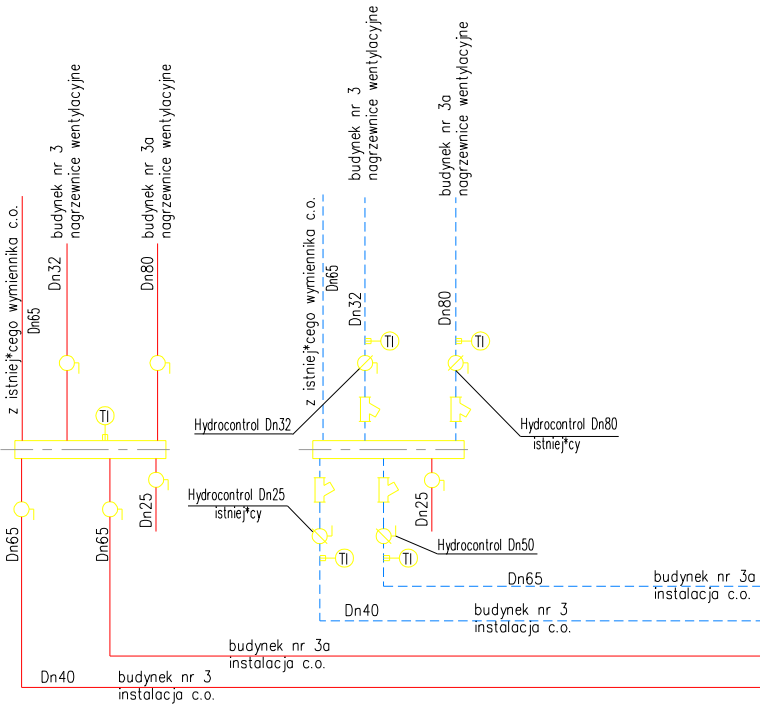 z istniej*cego wymiennika c.o.
Dn65
budynek nr 3
nagrzewnice wentylacyjne
Dn32
budynek nr 3a
nagrzewnice wentylacyjne
Dn80
TI
z istniej*cego wymiennika c.o.
Dn65
budynek nr 3
nagrzewnice wentylacyjne
Dn32
budynek nr 3a
nagrzewnice wentylacyjne
Dn80
TI
TI
Hydrocontrol Dn32
Hydrocontrol Dn80
istniej*cy
Dn65
Dn65
Dn25
Hydrocontrol Dn25
istniej*cy
Dn25
Hydrocontrol Dn50
TI
TI
Dn65
budynek nr 3a
instalacja c.o.
Dn40
budynek nr 3
instalacja c.o.
budynek nr 3a
instalacja c.o.
Dn40
budynek nr 3
instalacja c.o.